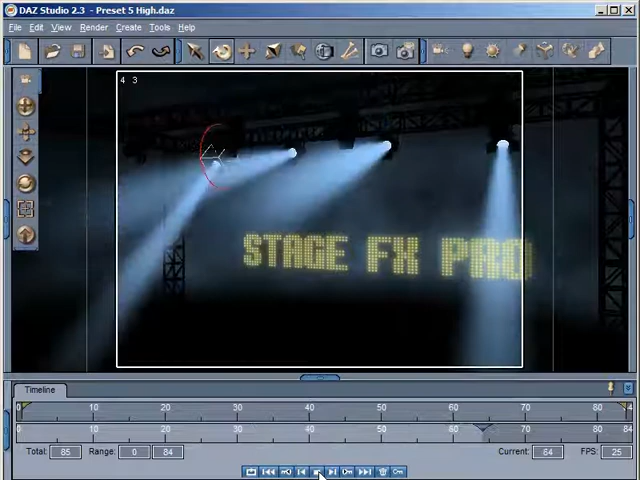 DAZ Studio 2.3 - Preset 5 High.daz
File Edit View Render Create Tools Help
4 3
STAGE FX PRO
Timeline
0 10 20 30 40 50 60 70 80 84
0 10 20 30 40 50 60 70 80 84
Total: 85 Range: 0 84 Current: 64 FPS: 25